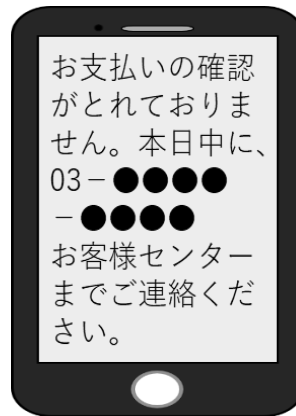 お支払いの確認
がとれておりま
せん。本日中に、
03－●●●●
－●●●●
お客様センター
までご連絡くだ
さい。